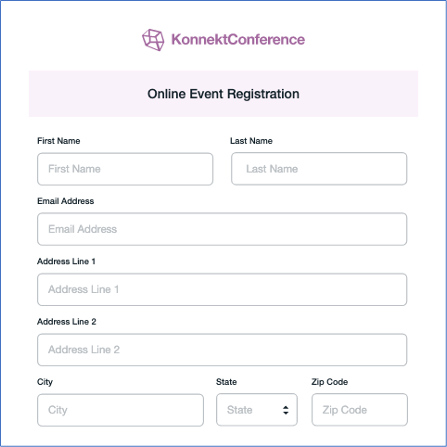 KonnektConference
Online Event Registration
First Name Last Name
First Name Last Name
Email Address
Email Address
Address Line 1
Address Line 1
Address Line 2
Address Line 2
City State Zip Code
City State Zip Code